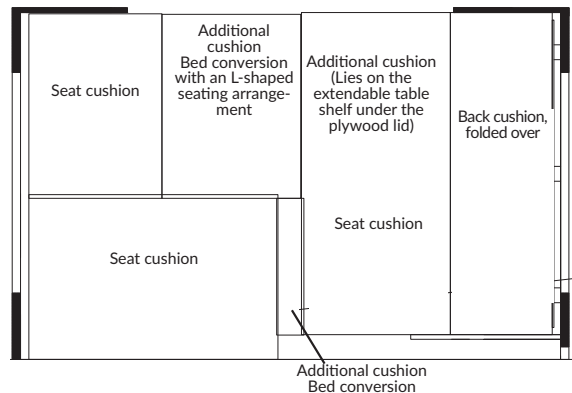 Seat cushion
Additional
cushion
Bed conversion
with an L-shaped
seating arrange-
ment
Additional cushion
(Lies on the
extendable table
shelf under the
plywood lid)
Back cushion,
folded over
Seat cushion
Seat cushion
Additional cushion
Bed conversion